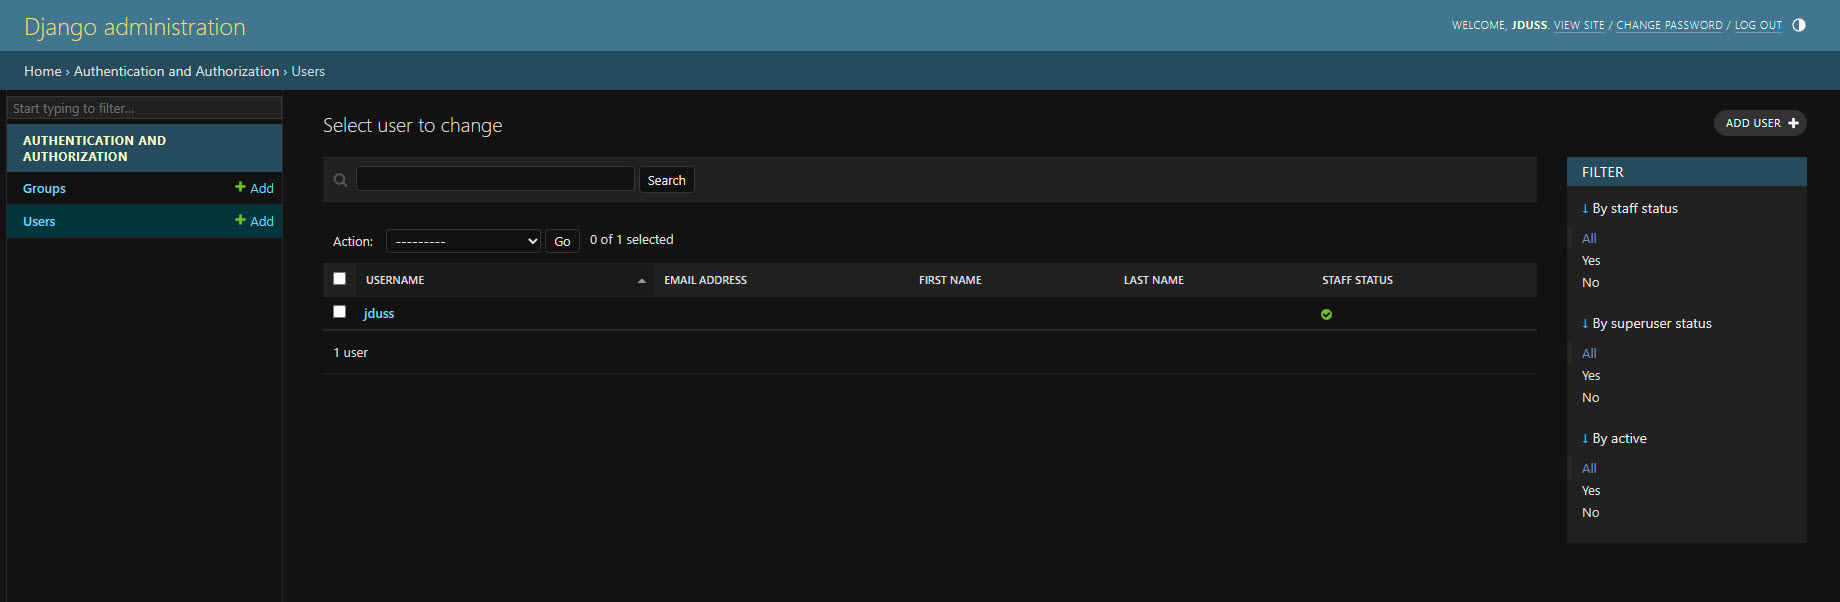 Django administration
WELCOME, JDUSS. VIEW SITE / CHANGE PASSWORD / LOG OUT
Home › Authentication and Authorization › Users
Start typing to filter...
AUTHENTICATION AND
AUTHORIZATION
Groups
Add
Users
Add
Select user to change
ADD USER
Search
Action:
---------
Go
0 of 1 selected
USERNAME
EMAIL ADDRESS
FIRST NAME
LAST NAME
STAFF STATUS
jduss
1 user
FILTER
↓ By staff status
All
Yes
No
↓ By superuser status
All
Yes
No
↓ By active
All
Yes
No